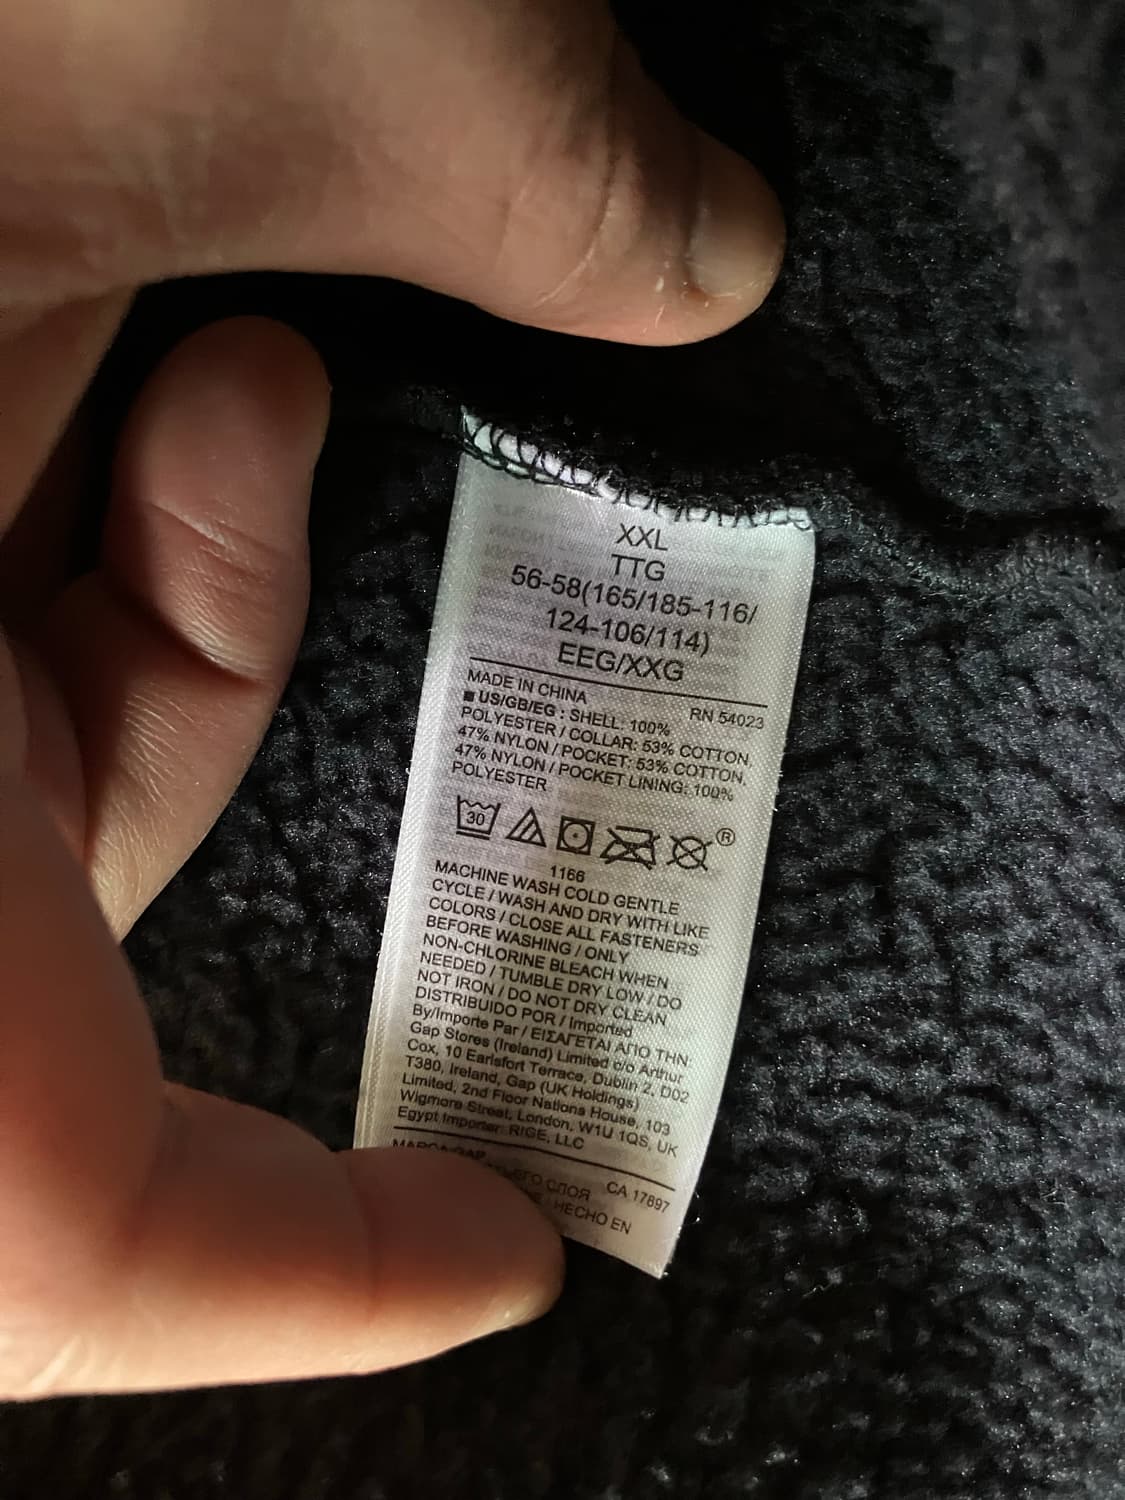 XXL
TTG
56-58(165/185-116/
124-106/114)
EEG/XXG
MADE IN CHINA
RN 54023
■ US/GB/EG : SHELL: 100%
POLYESTER / COLLAR: 53% COTTON,
47% NYLON / POCKET: 53% COTTON,
47% NYLON / POCKET LINING: 100%
POLYESTER
30
®
1166
MACHINE WASH COLD GENTLE
CYCLE / WASH AND DRY WITH LIKE
COLORS / CLOSE ALL FASTENERS
BEFORE WASHING / ONLY
NON-CHLORINE BLEACH WHEN
NEEDED / TUMBLE DRY LOW / DO
NOT IRON / DO NOT DRY CLEAN
DISTRIBUIDO POR / Imported
By/Importe Par / ΕΙΣΑΓΕΤΑΙ ΑΠΟ ΤΗΝ:
Gap Stores (Ireland) Limited c/o Arthur
Cox, 10 Earlsfort Terrace, Dublin 2, D02
T380, Ireland, Gap (UK Holdings)
Limited, 2nd Floor Nations House, 103
Wigmore Street, London, W1U 1QS, UK
Egypt Importer: RIGE, LLC
CA 17897
СЛОЯ
HECHO EN